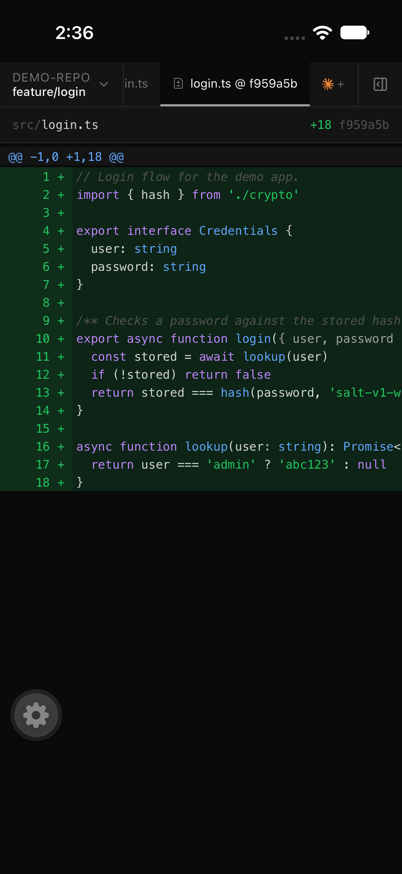 2:36
DEMO-REPO
feature/login
in.ts
login.ts @ f959a5b
+
src/login.ts
+18 f959a5b
@@ -1,0 +1,18 @@
1 + // Login flow for the demo app.
2 + import { hash } from './crypto'
3 +
4 + export interface Credentials {
5 +   user: string
6 +   password: string
7 + }
8 +
9 + /** Checks a password against the stored hash
10 + export async function login({ user, password
11 +   const stored = await lookup(user)
12 +   if (!stored) return false
13 +   return stored === hash(password, 'salt-v1-w
14 + }
15 +
16 + async function lookup(user: string): Promise<
17 +   return user === 'admin' ? 'abc123' : null
18 + }